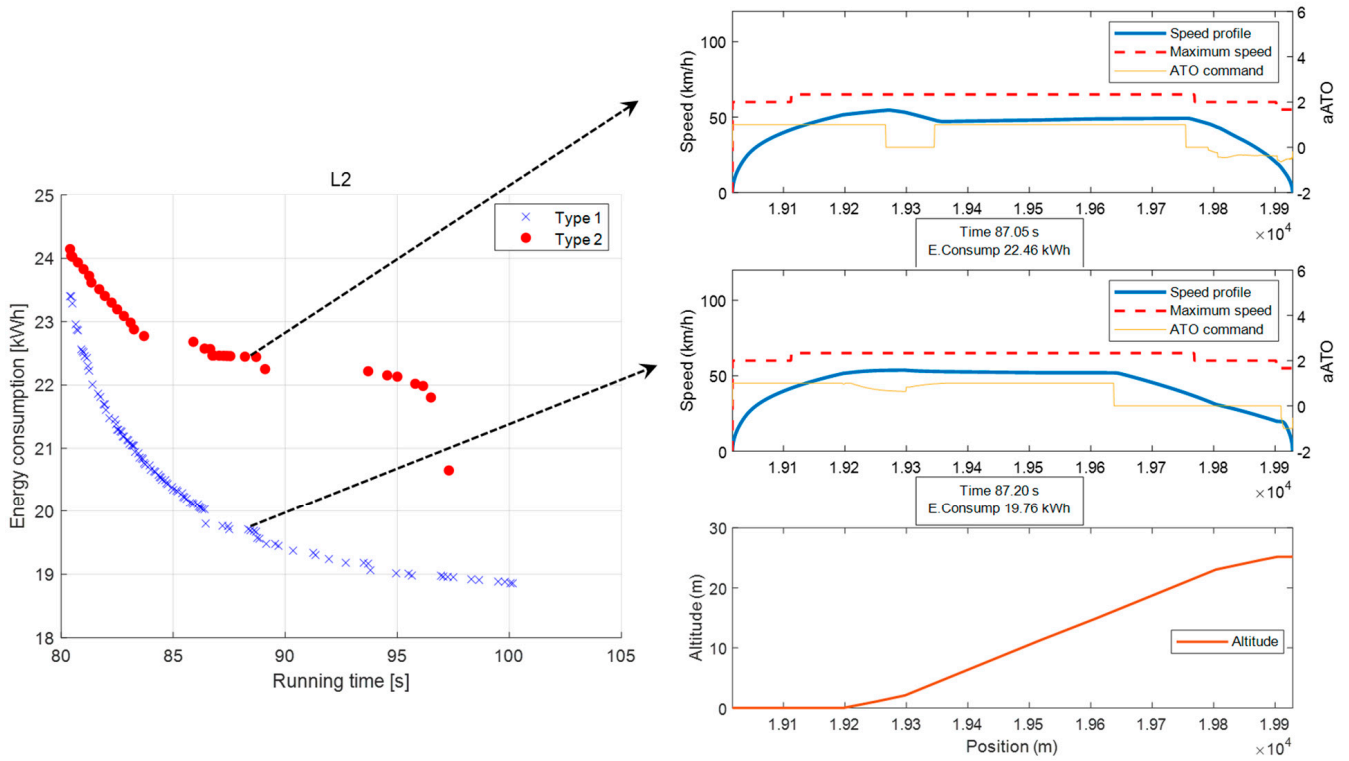 L2
Energy consumption [kWh]
25
24
23
22
21
20
19
18
80
85
90
95
100
105
Running time [s]
Type 1
Type 2
Speed (km/h)
100
50
0
6
4
2
0
-2
aATO
Speed profile
Maximum speed
ATO command
1.91
1.92
1.93
1.94
1.95
1.96
1.97
1.98
1.99
×10⁴
Time 87.05 s
E.Consump 22.46 kWh
Speed (km/h)
100
50
0
6
4
2
0
-2
aATO
Speed profile
Maximum speed
ATO command
1.91
1.92
1.93
1.94
1.95
1.96
1.97
1.98
1.99
×10⁴
Time 87.20 s
E.Consump 19.76 kWh
Altitude (m)
30
20
10
0
Altitude
1.91
1.92
1.93
1.94
1.95
1.96
1.97
1.98
1.99
Position (m)
×10⁴